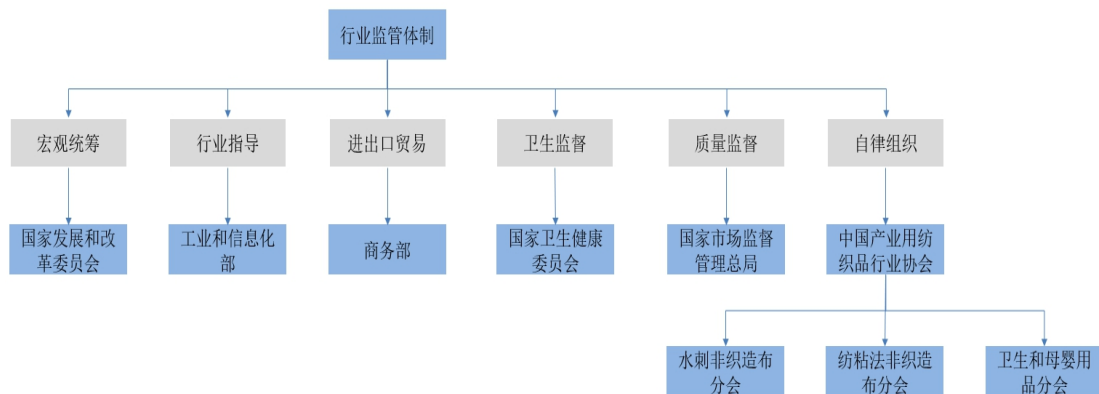 行业监管体制
宏观统筹
行业指导
进出口贸易
卫生监督
质量监督
自律组织
国家发展和改
革委员会
工业和信息化
部
商务部
国家卫生健康
委员会
国家市场监督
管理总局
中国产业用纺
织品行业协会
水刺非织造布
分会
纺粘法非织造
布分会
卫生和母婴用
品分会